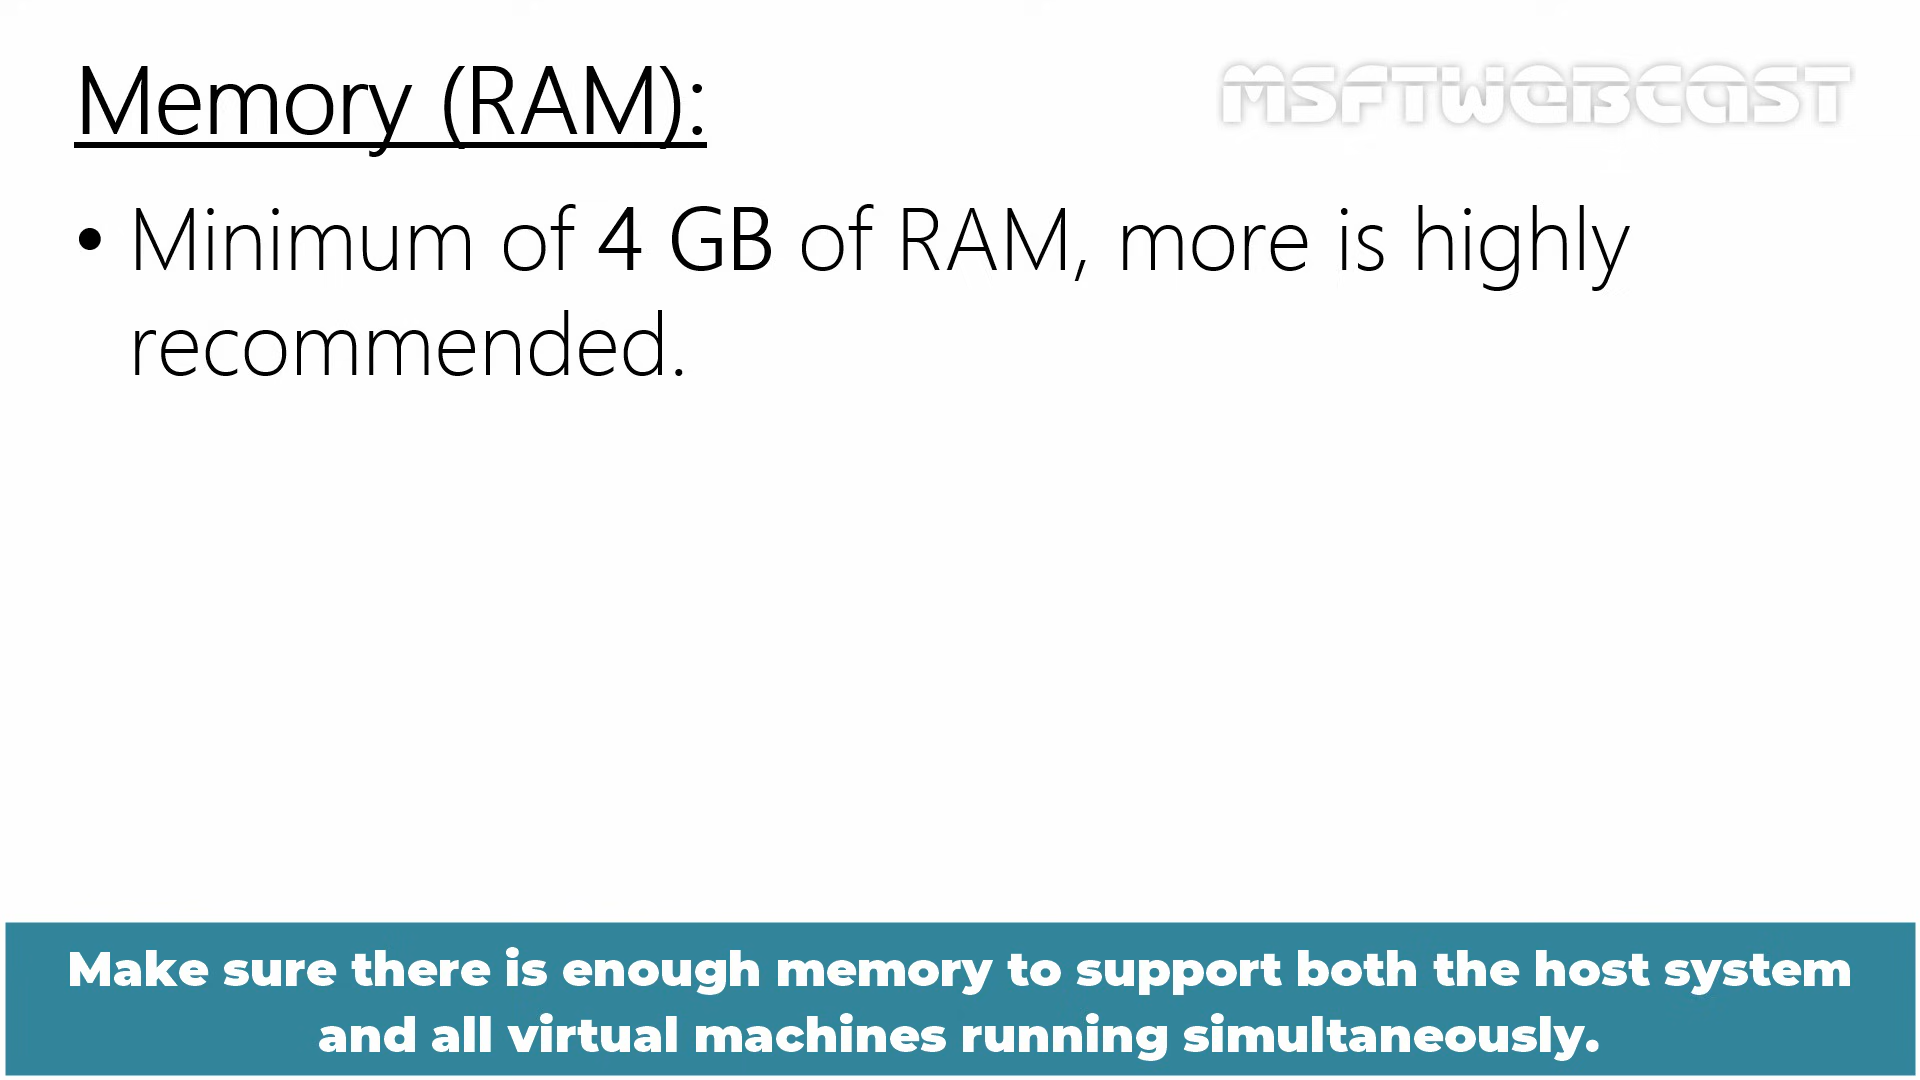 Memory (RAM):
MSFTWEBCAST
• Minimum of 4 GB of RAM, more is highly
recommended.
Make sure there is enough memory to support both the host system
and all virtual machines running simultaneously.